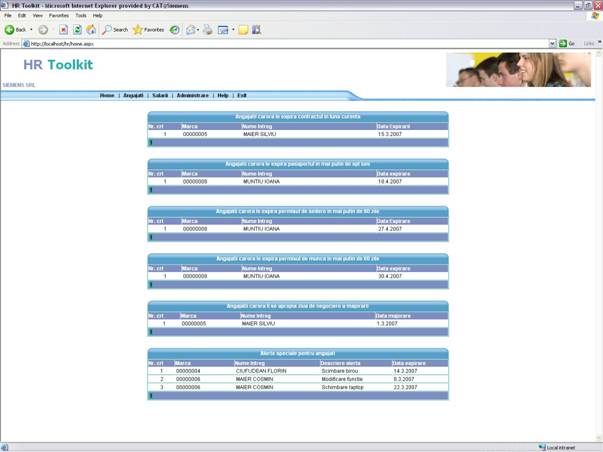 HR Toolkit - Microsoft Internet Explorer provided by CAT@Siemens
File Edit View Favorites Tools Help
Back Search Favorites
Address http://localhost/hr/home.aspx Go Links »
HR Toolkit
SIEMENS SRL
Home | Angajati | Salarii | Administrare | Help | Exit
Angajatii carora le expira contractul in luna curenta
Nr. crt Marca Nume Intreg Data Expirarii
1 00000005 MAIER SILVIU 15.3.2007
1
Angajatii carora le expira pasaportul in mai putin de opt luni
Nr. crt Marca Nume Intreg Data Expirare
1 00000008 MUNTIU IOANA 18.4.2007
1
Angajatii carora le expira permisul de sedere in mai putin de 60 zile
Nr. crt Marca Nume Intreg Data Expirare
1 00000008 MUNTIU IOANA 27.4.2007
1
Angajatii carora le expira permisul de munca in mai putin de 60 zile
Nr. crt Marca Nume Intreg Data expirare
1 00000008 MUNTIU IOANA 30.4.2007
1
Angajatii carora li se apropie ziua de negociere a majorarii
Nr. crt Marca Nume Intreg Data majorare
1 00000005 MAIER SILVIU 1.3.2007
1
Alerte speciale pentru angajati
Nr. crt Marca Nume Intreg Descriere alerta Data expirare
1 00000004 CIUFUDEAN FLORIN Scimbare birou 14.3.2007
2 00000006 MAIER COSMIN Modificare functie 8.3.2007
3 00000006 MAIER COSMIN Schimbare laptop 22.3.2007
1
Local intranet